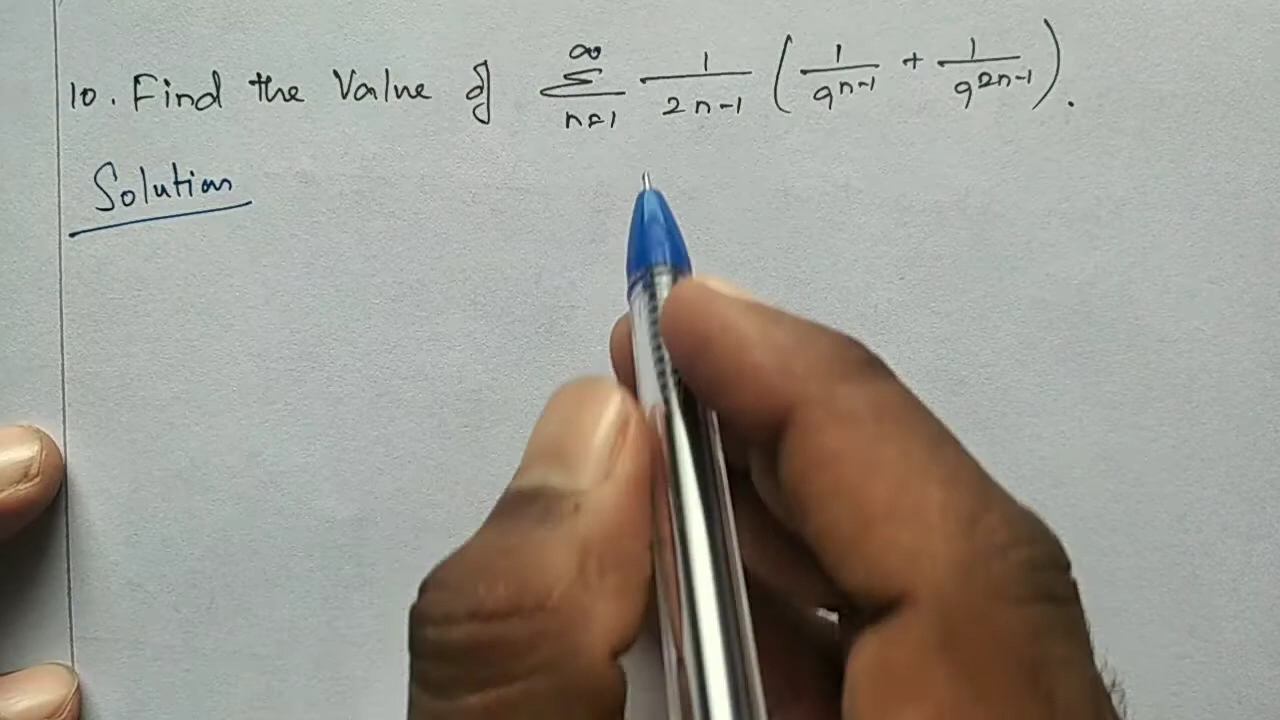 10. Find the Value of ∞∑n=1 1/(2n-1) (1/9^(n-1) + 1/9^(2n-1)).
Solution